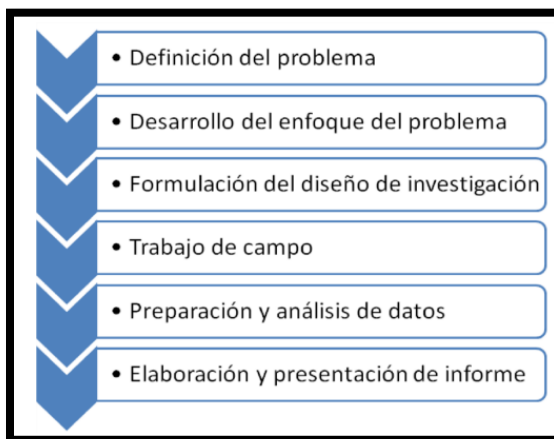 • Definición del problema
• Desarrollo del enfoque del problema
• Formulación del diseño de investigación
• Trabajo de campo
• Preparación y análisis de datos
• Elaboración y presentación de informe